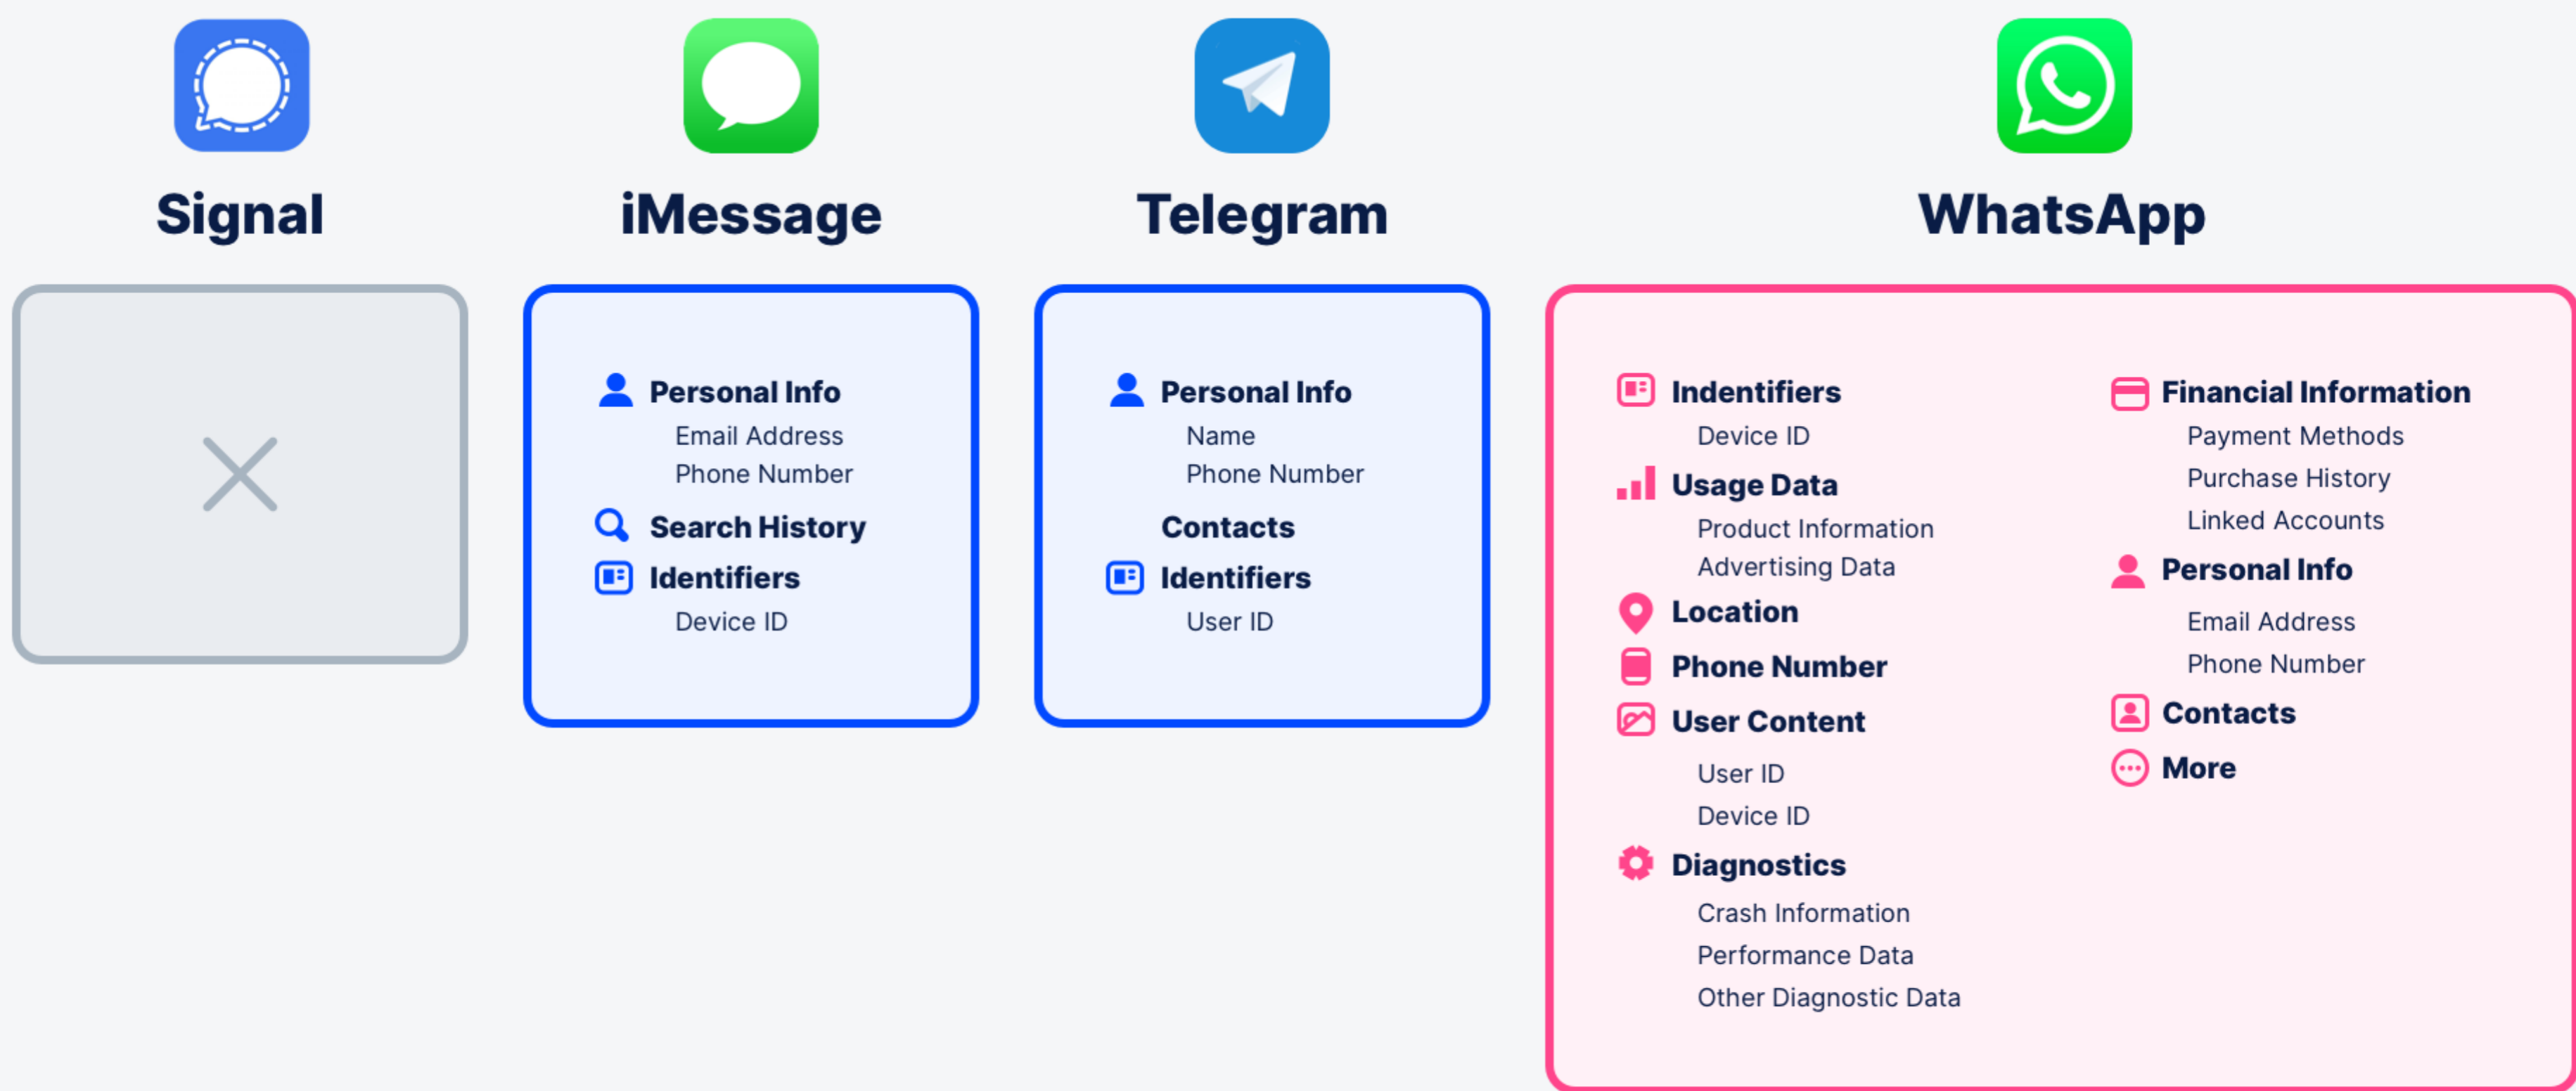 Signal
iMessage
Telegram
WhatsApp
Personal Info
Email Address
Phone Number
Search History
Identifiers
Device ID
Personal Info
Name
Phone Number
Contacts
Identifiers
User ID
Indentifiers
Device ID
Usage Data
Product Information
Advertising Data
Location
Phone Number
User Content
User ID
Device ID
Diagnostics
Crash Information
Performance Data
Other Diagnostic Data
Financial Information
Payment Methods
Purchase History
Linked Accounts
Personal Info
Email Address
Phone Number
Contacts
More